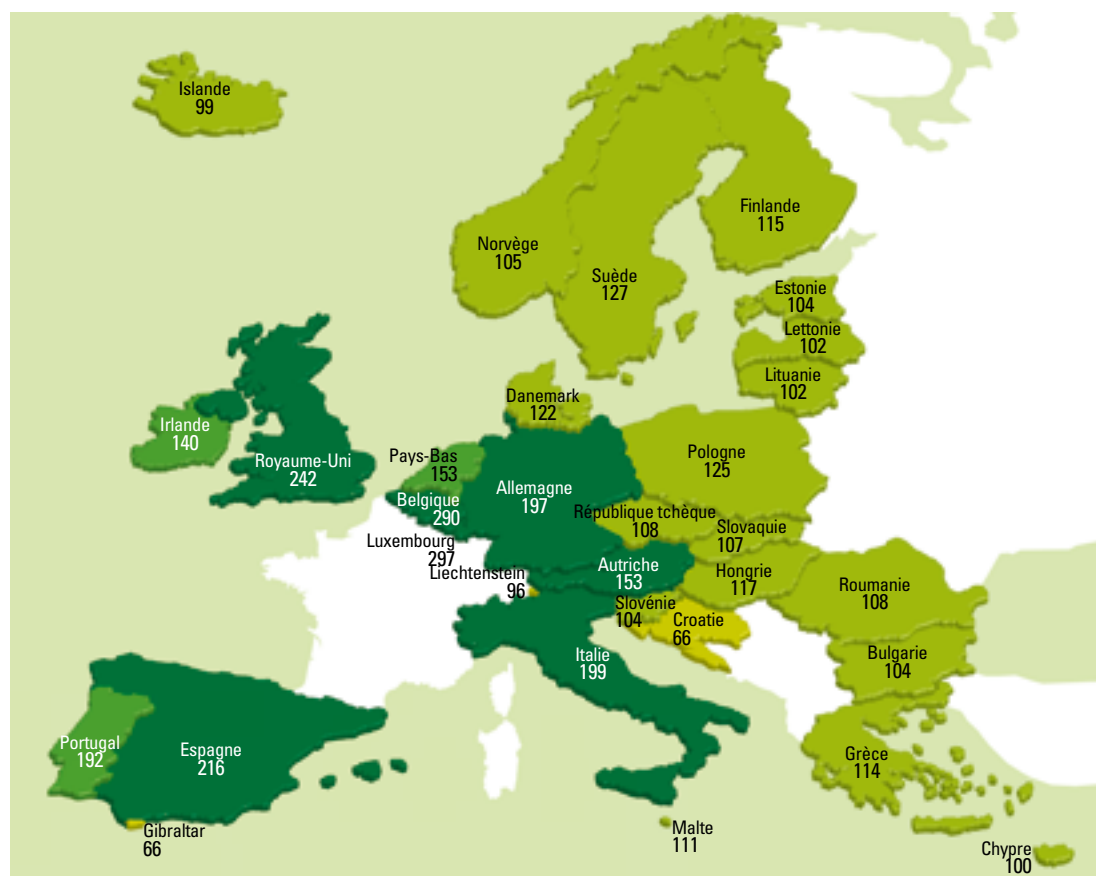 Islande
99
Finlande
115
Norvège
105
Suède
127
Estonie
104
Lettonie
102
Lituanie
102
Danemark
122
Irlande
140
Royaume-Uni
242
Pays-Bas
153
Belgique
290
Allemagne
197
Pologne
125
République tchèque
108
Slovaquie
107
Luxembourg
297
Liechtenstein
96
Autriche
153
Hongrie
117
Roumanie
108
Slovénie
104
Croatie
66
Italie
199
Bulgarie
104
Portugal
192
Espagne
216
Grèce
114
Gibraltar
66
Malte
111
Chypre
100